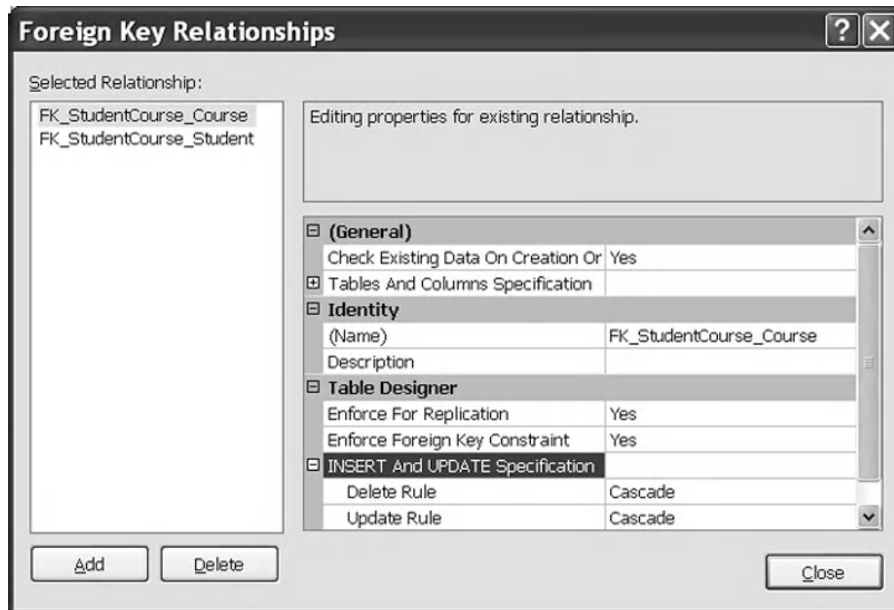 Foreign Key Relationships
Selected Relationship:
FK_StudentCourse_Course
FK_StudentCourse_Student
Editing properties for existing relationship.
(General)
Check Existing Data On Creation Or Yes
Tables And Columns Specification
Identity
(Name) FK_StudentCourse_Course
Description
Table Designer
Enforce For Replication Yes
Enforce Foreign Key Constraint Yes
INSERT And UPDATE Specification
Delete Rule Cascade
Update Rule Cascade
Add Delete
Close